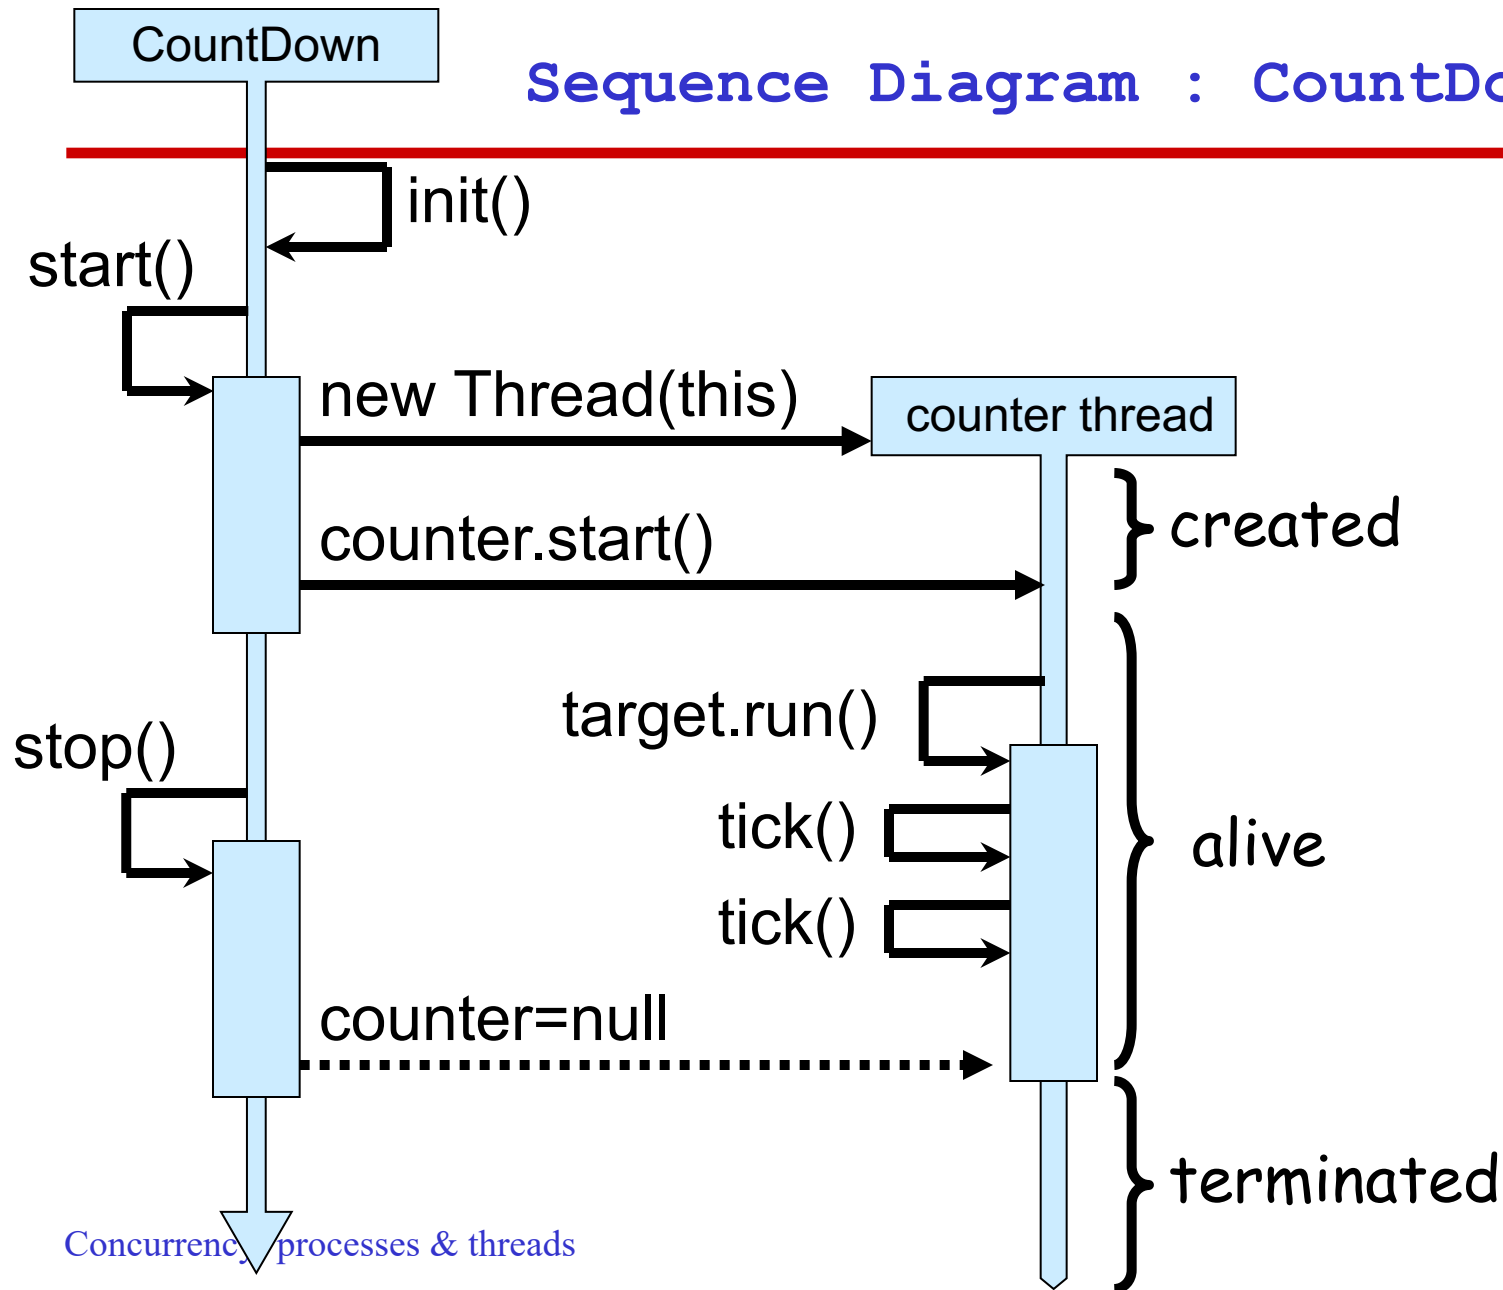 CountDown
Sequence Diagram : CountDo
init()
start()
new Thread(this)
counter thread
created
counter.start()
target.run()
stop()
tick()
alive
tick()
counter=null
terminated
Concurrency processes & threads